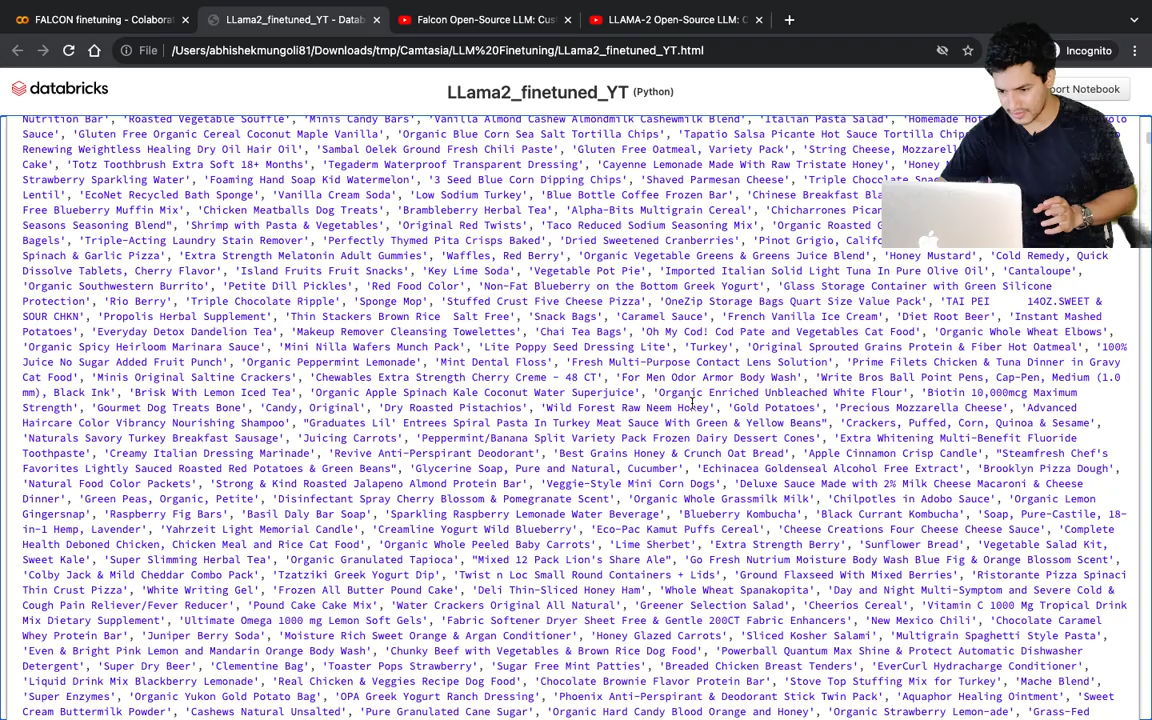 FALCON finetuning - Colaborat
LLama2_finetuned_YT - Datab
Falcon Open-Source LLM: Cus
LLAMA-2 Open-Source LLM: C
File
/Users/abhishekmungoli81/Downloads/tmp/Camtasia/LLM%20Finetuning/LLama2_finetuned_YT.html
Incognito
databricks
LLama2_finetuned_YT (Python)
port Notebook
Nutrition Bar', 'Roasted Vegetable Souffle', 'Minis Candy Bars', 'Vanilla Almond Cashew Almondmilk Cashewmilk Blend', 'Italian Pasta Salad', 'Homemade Hot
Sauce', 'Gluten Free Organic Cereal Coconut Maple Vanilla', 'Organic Blue Corn Sea Salt Tortilla Chips', 'Tapatio Salsa Picante Hot Sauce Tortilla Chips
Renewing Weightless Healing Dry Oil Hair Oil', 'Sambal Oelek Ground Fresh Chili Paste', 'Gluten Free Oatmeal, Variety Pack', 'String Cheese, Mozzarel
Cake', 'Totz Toothbrush Extra Soft 18+ Months', 'Tegaderm Waterproof Transparent Dressing', 'Cayenne Lemonade Made With Raw Tristate Honey', 'Honey
Strawberry Sparkling Water', 'Foaming Hand Soap Kid Watermelon', '3 Seed Blue Corn Dipping Chips', 'Shaved Parmesan Cheese', 'Triple Chocolate
Lentil', 'EcoNet Recycled Bath Sponge', 'Vanilla Cream Soda', 'Low Sodium Turkey', 'Blue Bottle Coffee Frozen Bar', 'Chinese Breakfast Bl
Free Blueberry Muffin Mix', 'Chicken Meatballs Dog Treats', 'Brambleberry Herbal Tea', 'Alpha-Bits Multigrain Cereal', 'Chicharrones Pican
Seasons Seasoning Blend", 'Shrimp with Pasta & Vegetables', 'Original Red Twists', 'Taco Reduced Sodium Seasoning Mix', 'Organic Roasted G
Bagels', 'Triple-Acting Laundry Stain Remover', 'Perfectly Thymed Pita Crisps Baked', 'Dried Sweetened Cranberries', 'Pinot Grigio, Califo
Spinach & Garlic Pizza', 'Extra Strength Melatonin Adult Gummies', 'Waffles, Red Berry', 'Organic Vegetable Greens & Greens Juice Blend', 'Honey Mustard', 'Cold Remedy, Quick
Dissolve Tablets, Cherry Flavor', 'Island Fruits Fruit Snacks', 'Key Lime Soda', 'Vegetable Pot Pie', 'Imported Italian Solid Light Tuna In Pure Olive Oil', 'Cantaloupe',
'Organic Southwestern Burrito', 'Petite Dill Pickles', 'Red Food Color', 'Non-Fat Blueberry on the Bottom Greek Yogurt', 'Glass Storage Container with Green Silicone
Protection', 'Rio Berry', 'Triple Chocolate Ripple', 'Sponge Mop', 'Stuffed Crust Five Cheese Pizza', 'OneZip Storage Bags Quart Size Value Pack', 'TAI PEI 14OZ.SWEET &
SOUR CHKN', 'Propolis Herbal Supplement', 'Thin Stackers Brown Rice Salt Free', 'Snack Bags', 'Caramel Sauce', 'French Vanilla Ice Cream', 'Diet Root Beer', 'Instant Mashed
Potatoes', 'Everyday Detox Dandelion Tea', 'Makeup Remover Cleansing Towelettes', 'Chai Tea Bags', 'Oh My Cod! Cod Pate and Vegetables Cat Food', 'Organic Whole Wheat Elbows',
'Organic Spicy Heirloom Marinara Sauce', 'Mini Nilla Wafers Munch Pack', 'Lite Poppy Seed Dressing Lite', 'Turkey', 'Original Sprouted Grains Protein & Fiber Hot Oatmeal', '100%
Juice No Sugar Added Fruit Punch', 'Organic Peppermint Lemonade', 'Mint Dental Floss', 'Fresh Multi-Purpose Contact Lens Solution', 'Prime Filets Chicken & Tuna Dinner in Gravy
Cat Food', 'Minis Original Saltine Crackers', 'Chewables Extra Strength Cherry Creme - 48 CT', 'For Men Odor Armor Body Wash', 'Write Bros Ball Point Pens, Cap-Pen, Medium (1.0
mm), Black Ink', 'Brisk With Lemon Iced Tea', 'Organic Apple Spinach Kale Coconut Water Superjuice', 'Organic Enriched Unbleached White Flour', 'Biotin 10,000mcg Maximum
Strength', 'Gourmet Dog Treats Bone', 'Candy, Original', 'Dry Roasted Pistachios', 'Wild Forest Raw Neem Honey', 'Gold Potatoes', 'Precious Mozzarella Cheese', 'Advanced
Haircare Color Vibrancy Nourishing Shampoo', "Graduates Lil' Entrees Spiral Pasta In Turkey Meat Sauce With Green & Yellow Beans", 'Crackers, Puffed, Corn, Quinoa & Sesame',
'Naturals Savory Turkey Breakfast Sausage', 'Juicing Carrots', 'Peppermint/Banana Split Variety Pack Frozen Dairy Dessert Cones', 'Extra Whitening Multi-Benefit Fluoride
Toothpaste', 'Creamy Italian Dressing Marinade', 'Revive Anti-Perspirant Deodorant', 'Best Grains Honey & Crunch Oat Bread', 'Apple Cinnamon Crisp Candle', "Steamfresh Chef's
Favorites Lightly Sauced Roasted Red Potatoes & Green Beans", 'Glycerine Soap, Pure and Natural, Cucumber', 'Echinacea Goldenseal Alcohol Free Extract', 'Brooklyn Pizza Dough',
'Natural Food Color Packets', 'Strong & Kind Roasted Jalapeno Almond Protein Bar', 'Veggie-Style Mini Corn Dogs', 'Deluxe Sauce Made with 2% Milk Cheese Macaroni & Cheese
Dinner', 'Green Peas, Organic, Petite', 'Disinfectant Spray Cherry Blossom & Pomegranate Scent', 'Organic Whole Grassmilk Milk', 'Chilpotles in Adobo Sauce', 'Organic Lemon
Gingersnap', 'Raspberry Fig Bars', 'Basil Daly Bar Soap', 'Sparkling Raspberry Lemonade Water Beverage', 'Blueberry Kombucha', 'Black Currant Kombucha', 'Soap, Pure-Castile, 18-
in-1 Hemp, Lavender', 'Yahrzeit Light Memorial Candle', 'Creamline Yogurt Wild Blueberry', 'Eco-Pac Kamut Puffs Cereal', 'Cheese Creations Four Cheese Cheese Sauce', 'Complete
Health Deboned Chicken, Chicken Meal and Rice Cat Food', 'Organic Whole Peeled Baby Carrots', 'Lime Sherbet', 'Extra Strength Berry', 'Sunflower Bread', 'Vegetable Salad Kit,
Sweet Kale', 'Super Slimming Herbal Tea', 'Organic Granulated Tapioca', "Mixed 12 Pack Lion's Share Ale", 'Go Fresh Nutrium Moisture Body Wash Blue Fig & Orange Blossom Scent',
'Colby Jack & Mild Cheddar Combo Pack', 'Tzatziki Greek Yogurt Dip', 'Twist n Loc Small Round Containers + Lids', 'Ground Flaxseed With Mixed Berries', 'Ristorante Pizza Spinaci
Thin Crust Pizza', 'White Writing Gel', 'Frozen All Butter Pound Cake', 'Deli Thin-Sliced Honey Ham', 'Whole Wheat Spanakopita', 'Day and Night Multi-Symptom and Severe Cold &
Cough Pain Reliever/Fever Reducer', 'Pound Cake Cake Mix', 'Water Crackers Original All Natural', 'Greener Selection Salad', 'Cheerios Cereal', 'Vitamin C 1000 Mg Tropical Drink
Mix Dietary Supplement', 'Ultimate Omega 1000 mg Lemon Soft Gels', 'Fabric Softener Dryer Sheet Free & Gentle 200CT Fabric Enhancers', 'New Mexico Chili', 'Chocolate Caramel
Whey Protein Bar', 'Juniper Berry Soda', 'Moisture Rich Sweet Orange & Argan Conditioner', 'Honey Glazed Carrots', 'Sliced Kosher Salami', 'Multigrain Spaghetti Style Pasta',
'Even & Bright Pink Lemon and Mandarin Orange Body Wash', 'Chunky Beef with Vegetables & Brown Rice Dog Food', 'Powerball Quantum Max Shine & Protect Automatic Dishwasher
Detergent', 'Super Dry Beer', 'Clementine Bag', 'Toaster Pops Strawberry', 'Sugar Free Mint Patties', 'Breaded Chicken Breast Tenders', 'EverCurl Hydracharge Conditioner',
'Liquid Drink Mix Blackberry Lemonade', 'Real Chicken & Veggies Recipe Dog Food', 'Chocolate Brownie Flavor Protein Bar', 'Stove Top Stuffing Mix for Turkey', 'Mache Blend',
'Super Enzymes', 'Organic Yukon Gold Potato Bag', 'OPA Greek Yogurt Ranch Dressing', 'Phoenix Anti-Perspirant & Deodorant Stick Twin Pack', 'Aquaphor Healing Ointment', 'Sweet
Cream Buttermilk Powder', 'Cashews Natural Unsalted', 'Pure Granulated Cane Sugar', 'Organic Hard Candy Blood Orange and Honey', 'Organic Strawberry Lemon-ade', 'Grass-Fed